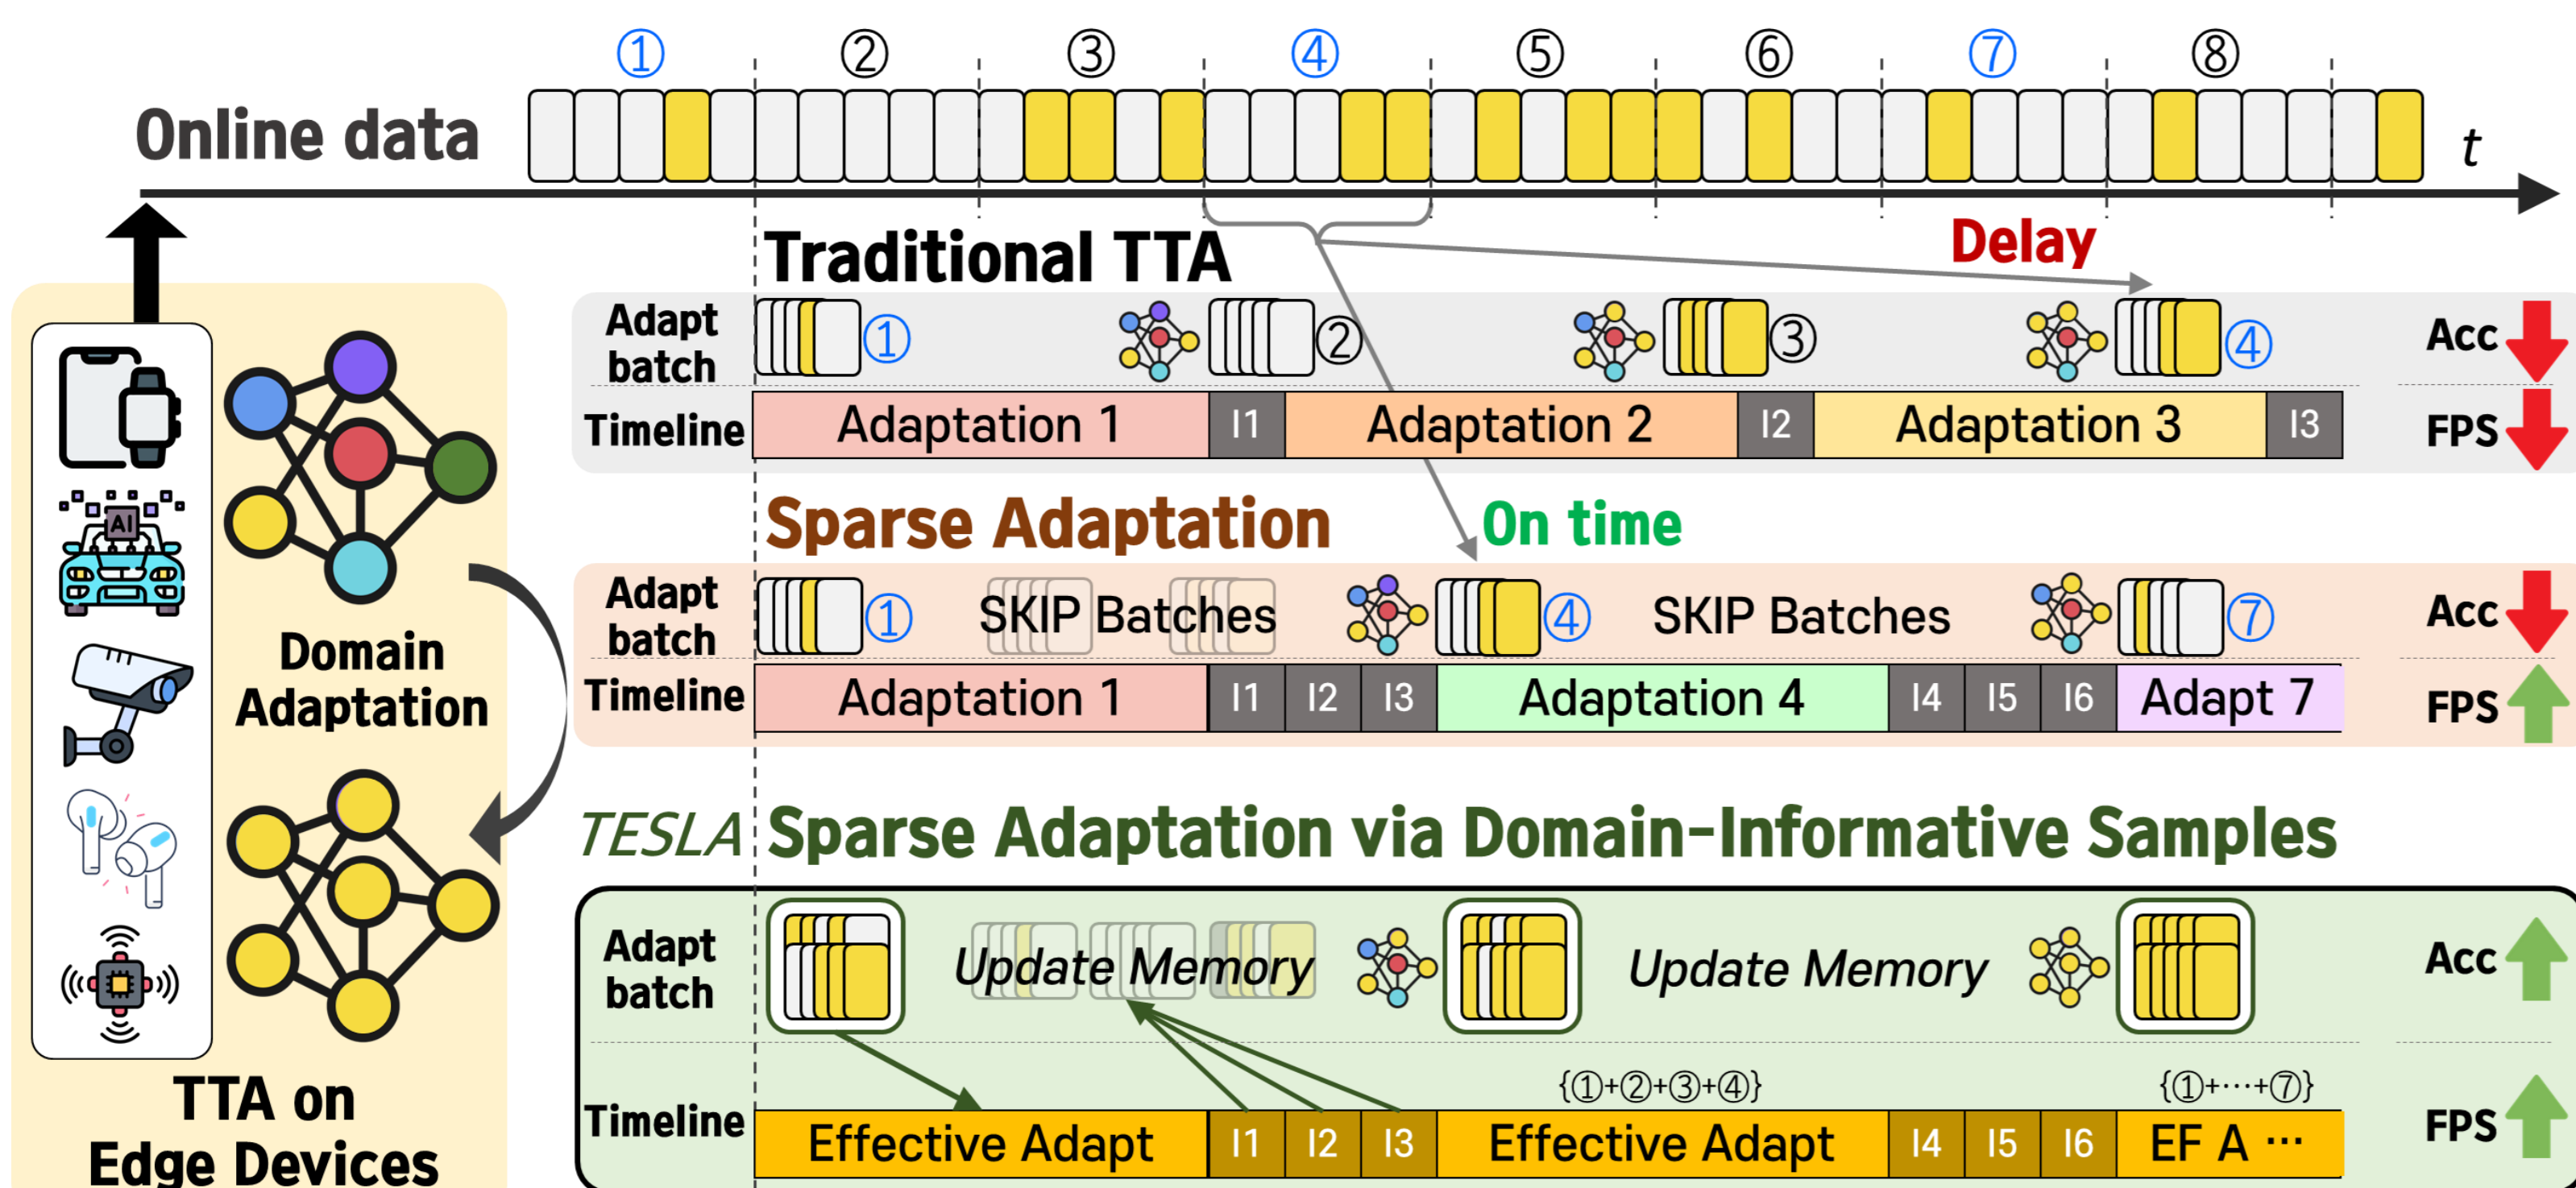 ① ② ③ ④ ⑤ ⑥ ⑦ ⑧
Online data
t
Traditional TTA
Delay
Adapt
batch
① ② ③ ④
Acc
Timeline
Adaptation 1 I1 Adaptation 2 I2 Adaptation 3 I3
FPS
Sparse Adaptation
On time
Adapt
batch
① SKIP Batches ④ SKIP Batches ⑦
Acc
Timeline
Adaptation 1 I1 I2 I3 Adaptation 4 I4 I5 I6 Adapt 7
FPS
TESLA Sparse Adaptation via Domain-Informative Samples
Adapt
batch
Update Memory Update Memory
Acc
{①+②+③+④} {①+⋯+⑦}
Timeline
Effective Adapt I1 I2 I3 Effective Adapt I4 I5 I6 EF A ⋯
FPS
AI
Domain
Adaptation
TTA on
Edge Devices